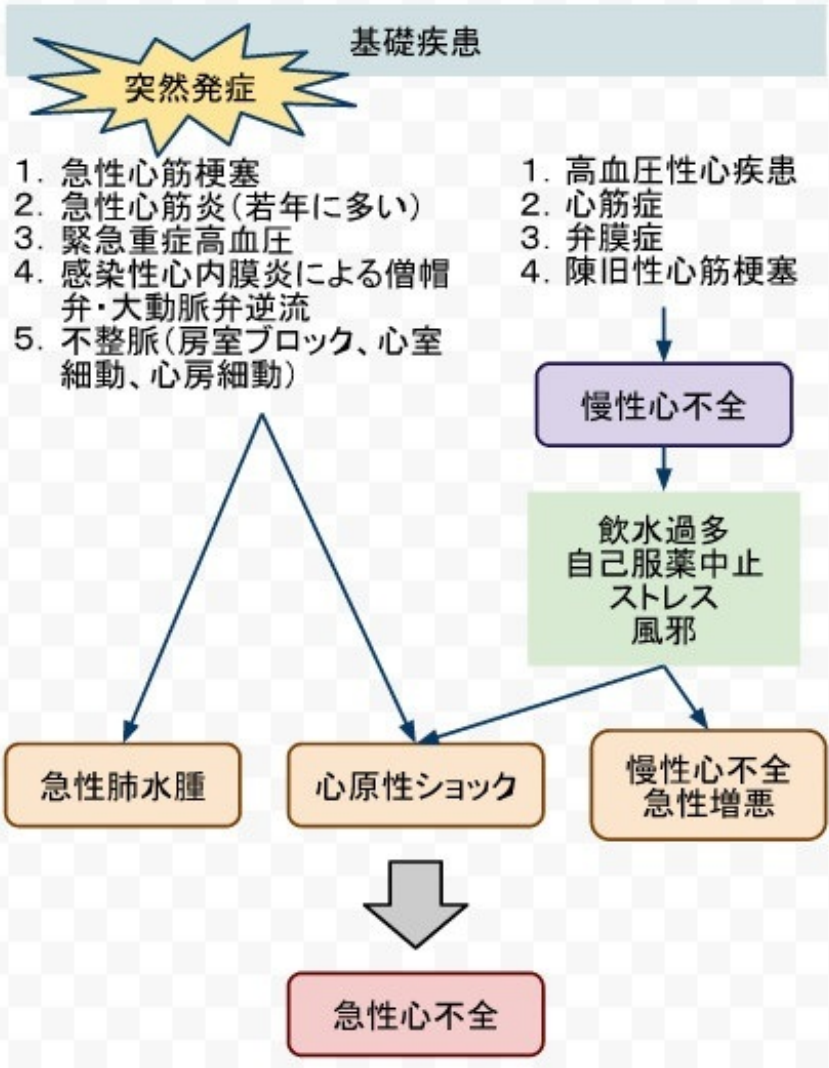 基礎疾患
突然発症
1. 急性心筋梗塞
2. 急性心筋炎(若年に多い)
3. 緊急重症高血圧
4. 感染性心内膜炎による僧帽
弁・大動脈弁逆流
5. 不整脈(房室ブロック、心室
細動、心房細動)
1. 高血圧性心疾患
2. 心筋症
3. 弁膜症
4. 陳旧性心筋梗塞
慢性心不全
飲水過多
自己服薬中止
ストレス
風邪
急性肺水腫
心原性ショック
慢性心不全
急性増悪
急性心不全